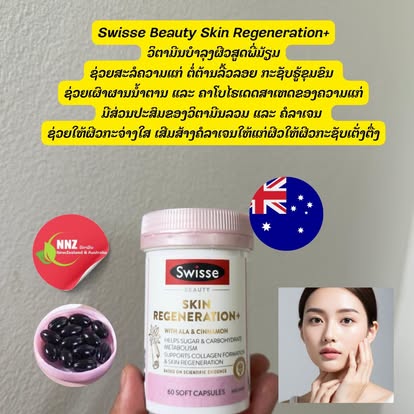 Swisse Beauty Skin Regeneration+
ວິຕາມິນບຳລຸງຜິວສູດພີ່ມ້ຽມ
ຊ່ວຍສະລໍຄວາມແກ່ ຕໍ່ຕ້ານລິ້ວລອຍ ກະຊັບຮູຂຸມຂົນ
ຊ່ວຍເຜົາຜານນ້ຳຕານ ແລະ ຄາໂບໄຮເດດສາເຫດຂອງຄວາມແກ່
ມີສ່ວນປະສົມຂອງວິຕາມີນລວມ ແລະ ຄໍລາເຈນ
ຊ່ວຍໃຫ້ຜິວກະຈ່າງໃສ ເສີມສ້າງຄໍລາເຈນໃຫ້ແກ່ຜິວໃຫ້ຜິວກະຊັບເຕັ່ງຕື່ງ
NNZ
NewZealand & Australia
Swisse
BEAUTY
SKIN
REGENERATION+
WITH ALA & CINNAMON
HELPS SUGAR & CARBOHYDRATE
METABOLISM
SUPPORTS COLLAGEN FORMATION
& SKIN REGENERATION
BASED ON SCIENTIFIC EVIDENCE
60 SOFT CAPSULES